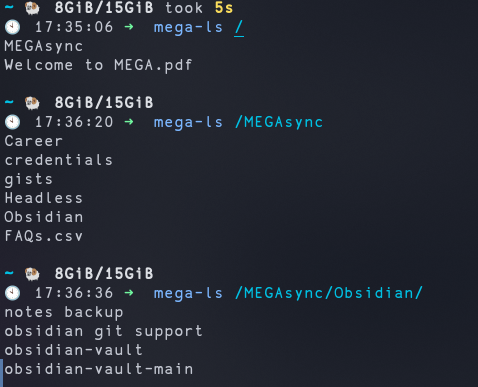 ~ 🐏 8GiB/15GiB took 5s
🕙 17:35:06 → mega-ls /
MEGAsync
Welcome to MEGA.pdf
~ 🐏 8GiB/15GiB
🕙 17:36:20 → mega-ls /MEGAsync
Career
credentials
gists
Headless
Obsidian
FAQs.csv
~ 🐏 8GiB/15GiB
🕙 17:36:36 → mega-ls /MEGAsync/Obsidian/
notes backup
obsidian git support
obsidian-vault
obsidian-vault-main